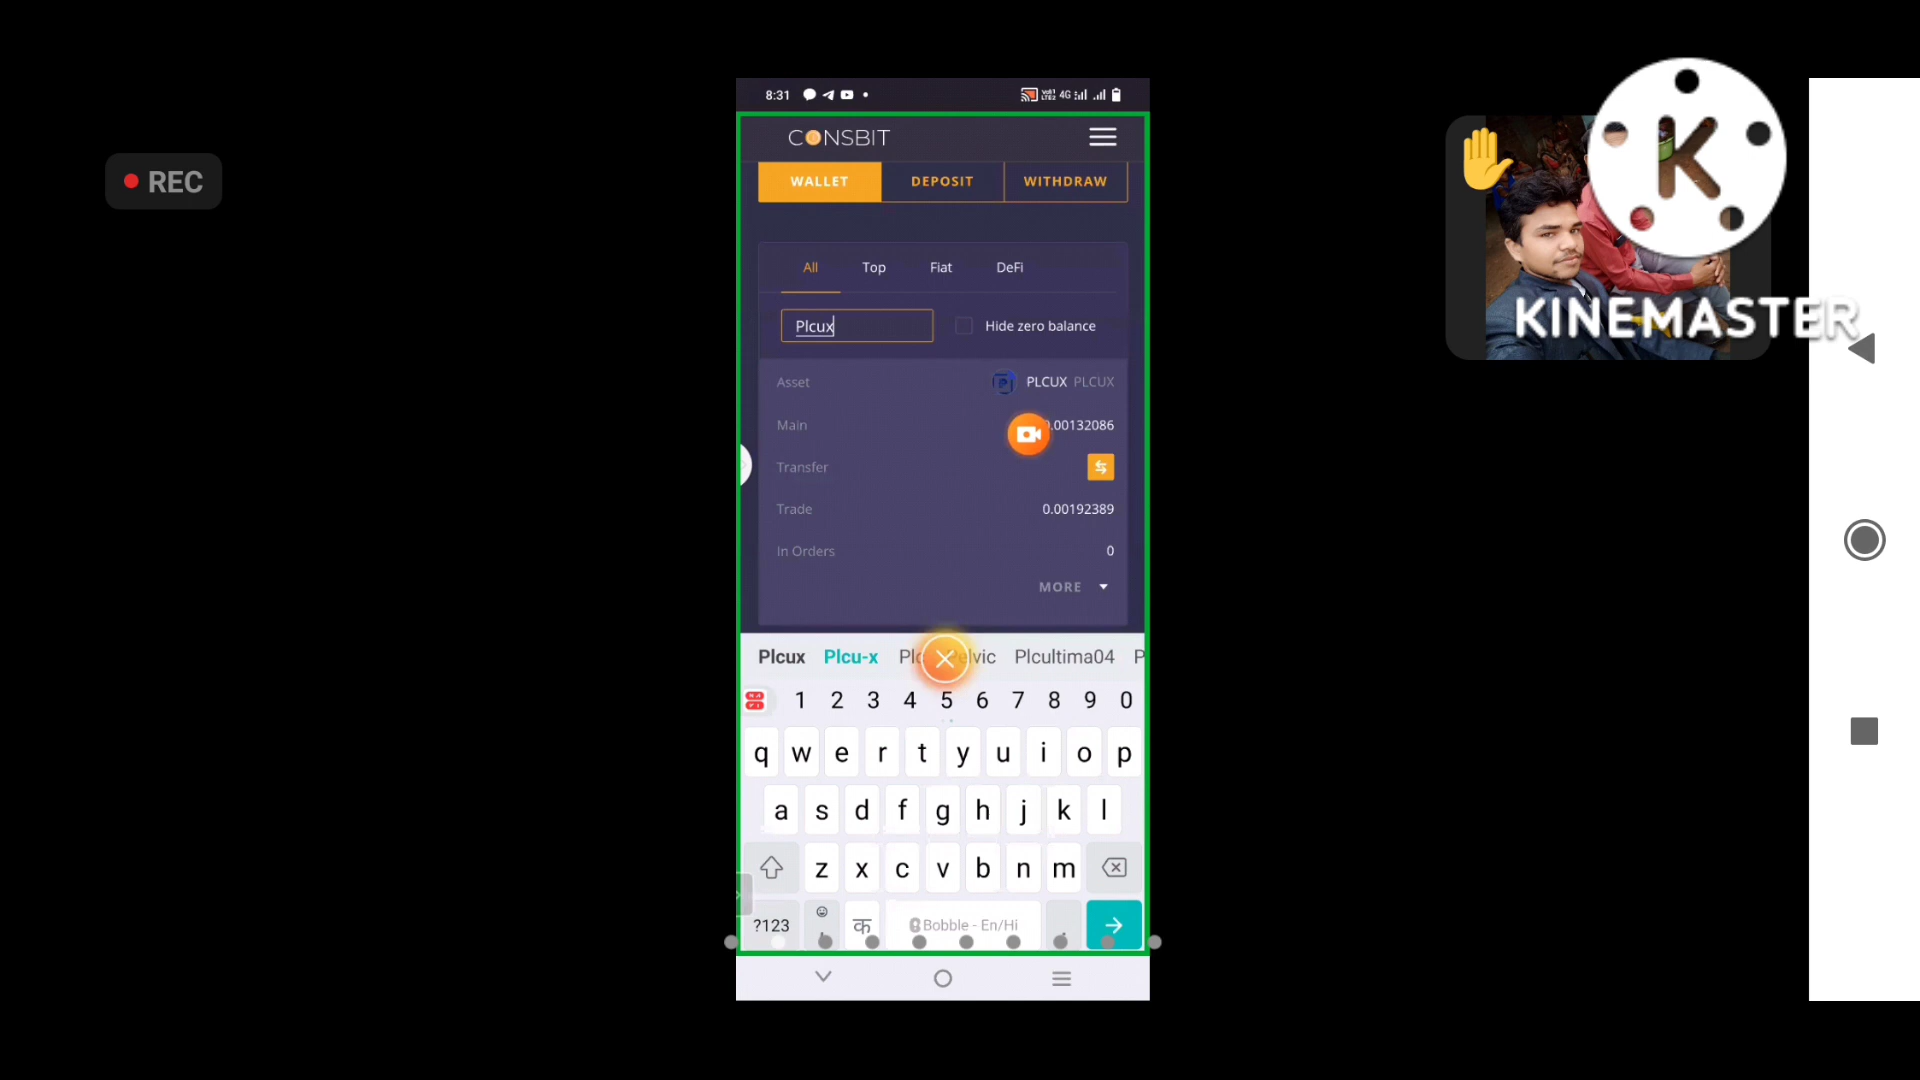 REC
8:31
4G
CONSBIT
WALLET
DEPOSIT
WITHDRAW
All
Top
Fiat
DeFi
Plcux
Hide zero balance
Asset
PLCUX PLCUX
Main
.00132086
Transfer
Trade
0.00192389
In Orders
0
MORE
Plcux Plcu-x Plcultima04 P
1 2 3 4 5 6 7 8 9 0
q w e r t y u i o p
a s d f g h j k l
z x c v b n m
?123
क
Bobble - En/Hi
K
KINEMASTER